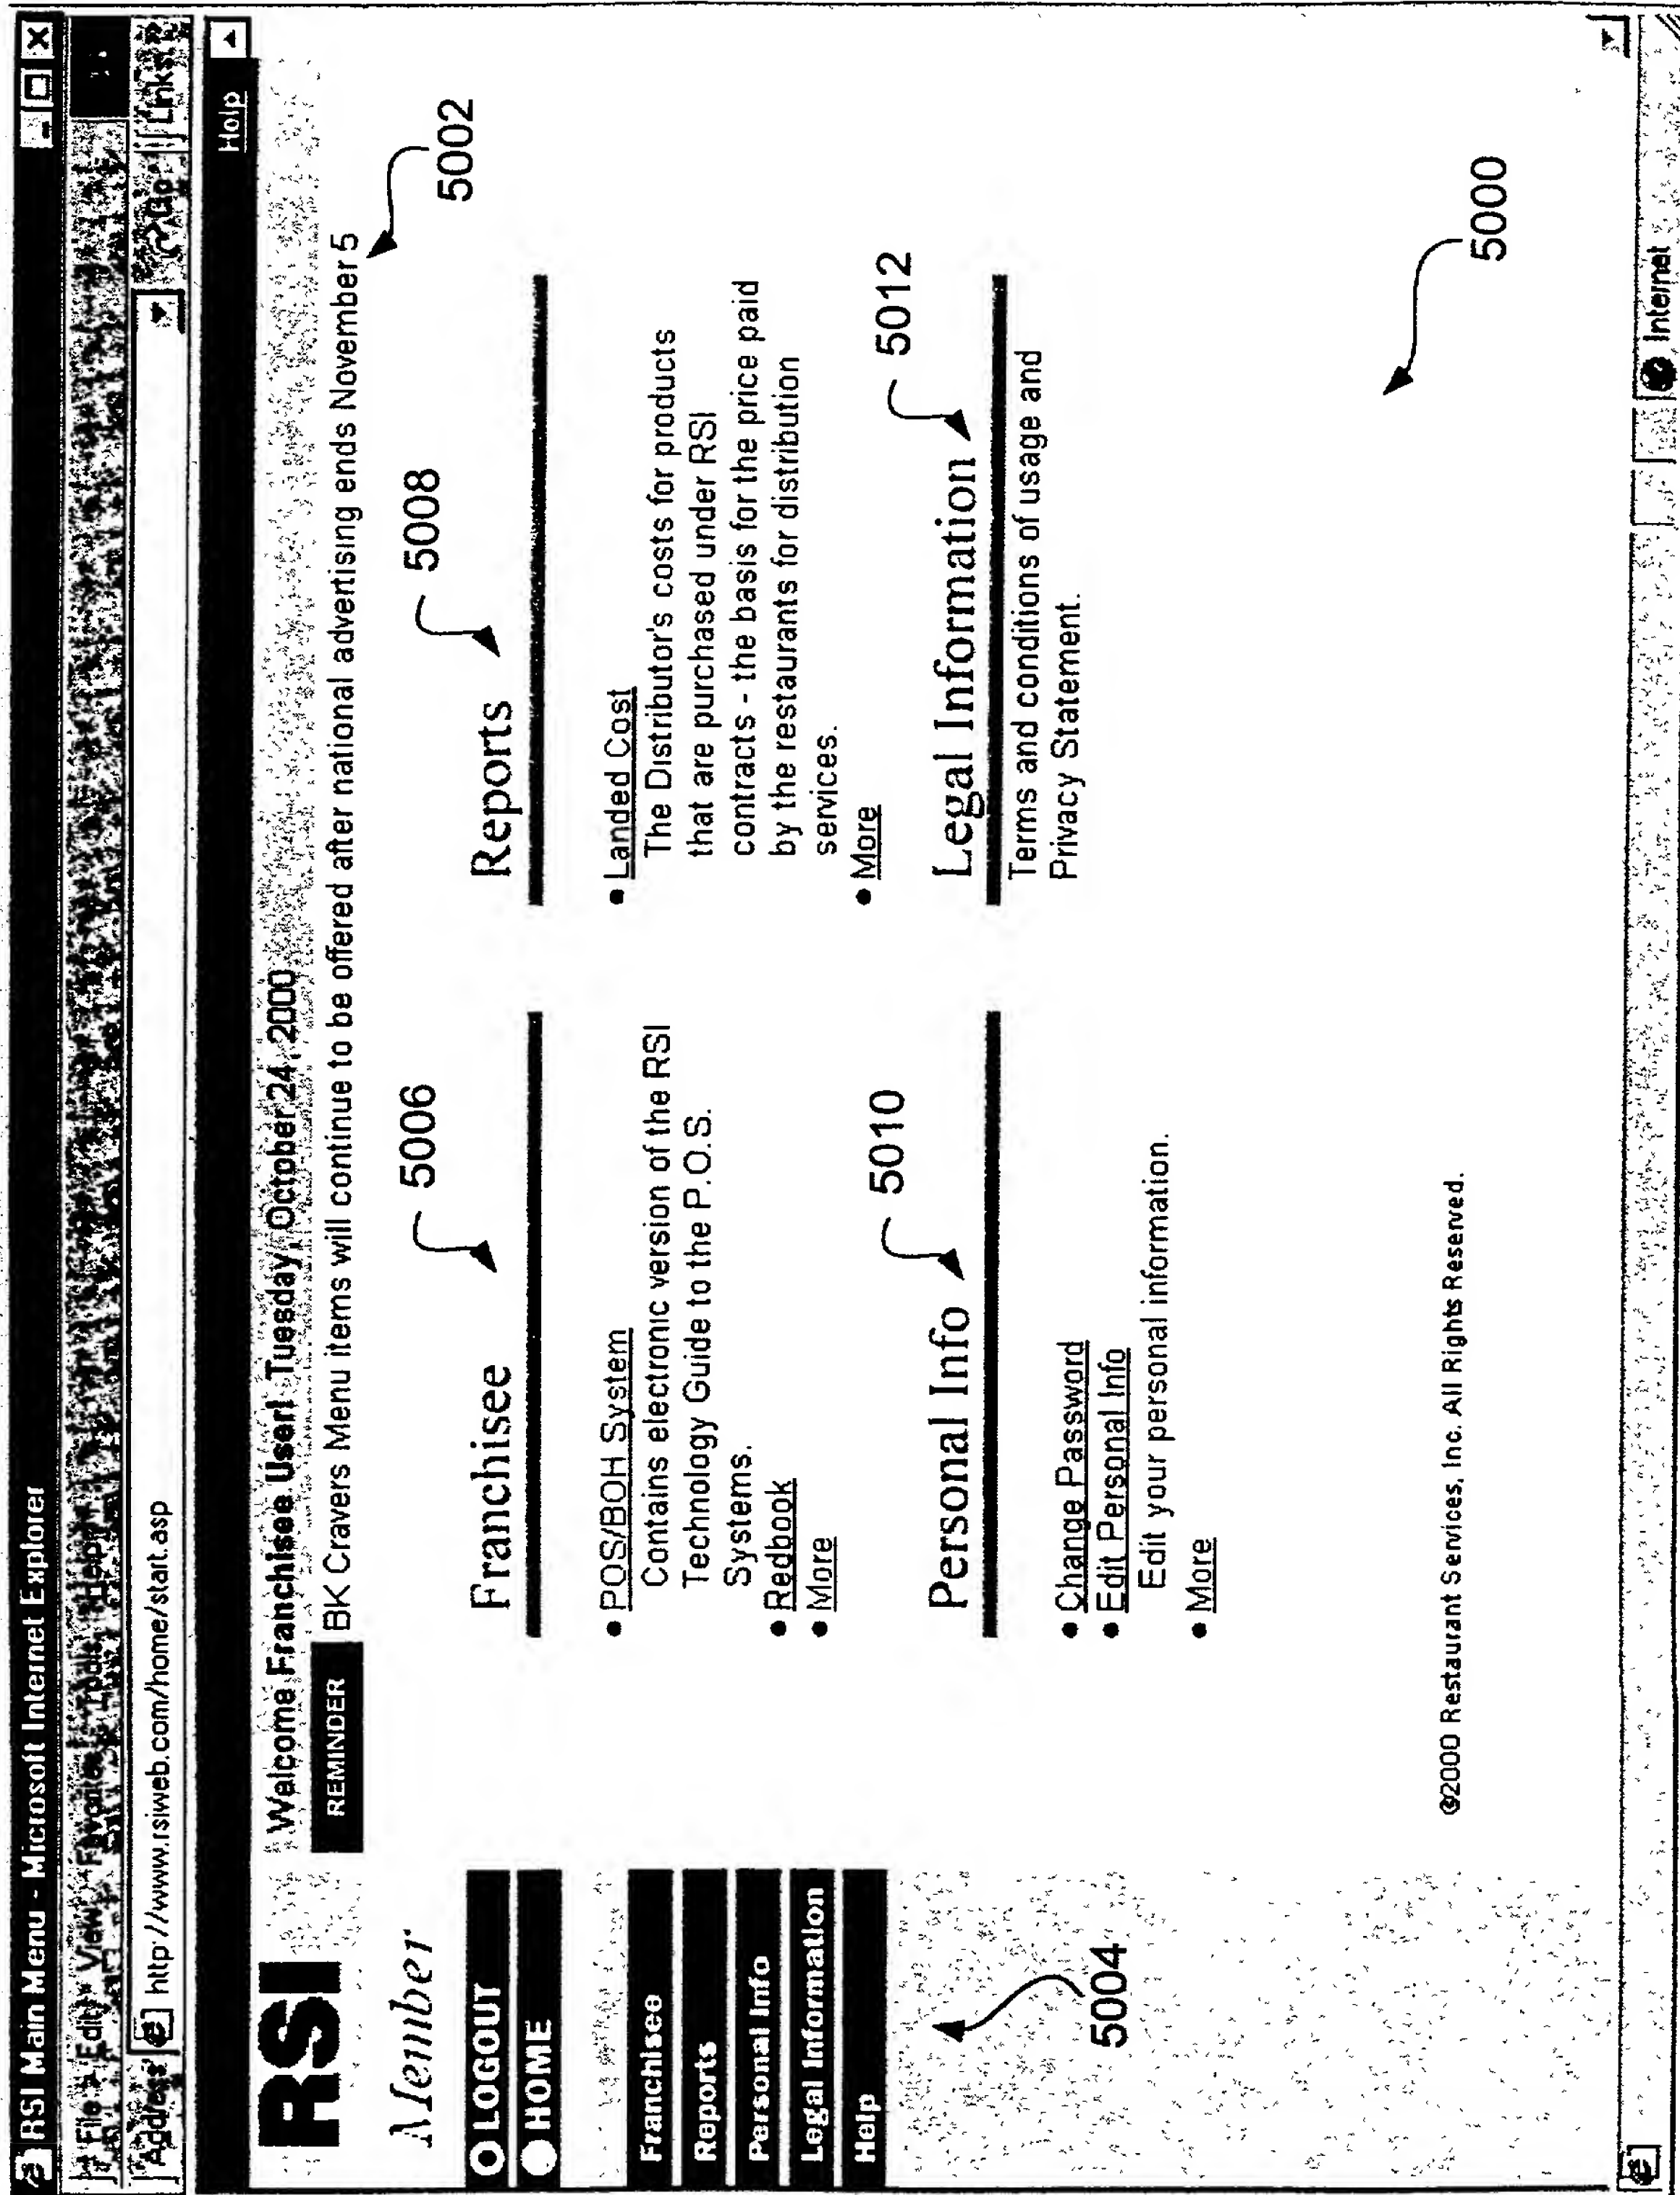 RSI Main Menu - Microsoft Internet Explorer
File Edit View Favorites Tools Help
Address http://www.rsiweb.com/home/start.asp Go Links »
Help
RSI
Welcome Franchisee User! Tuesday, October 24, 2000
REMINDER BK Cravers Menu items will continue to be offered after national advertising ends November 5
5002
Member
LOGOUT
HOME
Franchisee
Reports
Personal Info
Legal Information
Help
5004
5006
Franchisee
• POS/BOH System
Contains electronic version of the RSI
Technology Guide to the P.O.S.
Systems.
• Redbook
• More
5008
Reports
• Landed Cost
The Distributor's costs for products
that are purchased under RSI
contracts - the basis for the price paid
by the restaurants for distribution
services.
• More
5010
Personal Info
• Change Password
• Edit Personal Info
Edit your personal information.
• More
5012
Legal Information
Terms and conditions of usage and
Privacy Statement.
5000
©2000 Restaurant Services, Inc. All Rights Reserved.
Internet